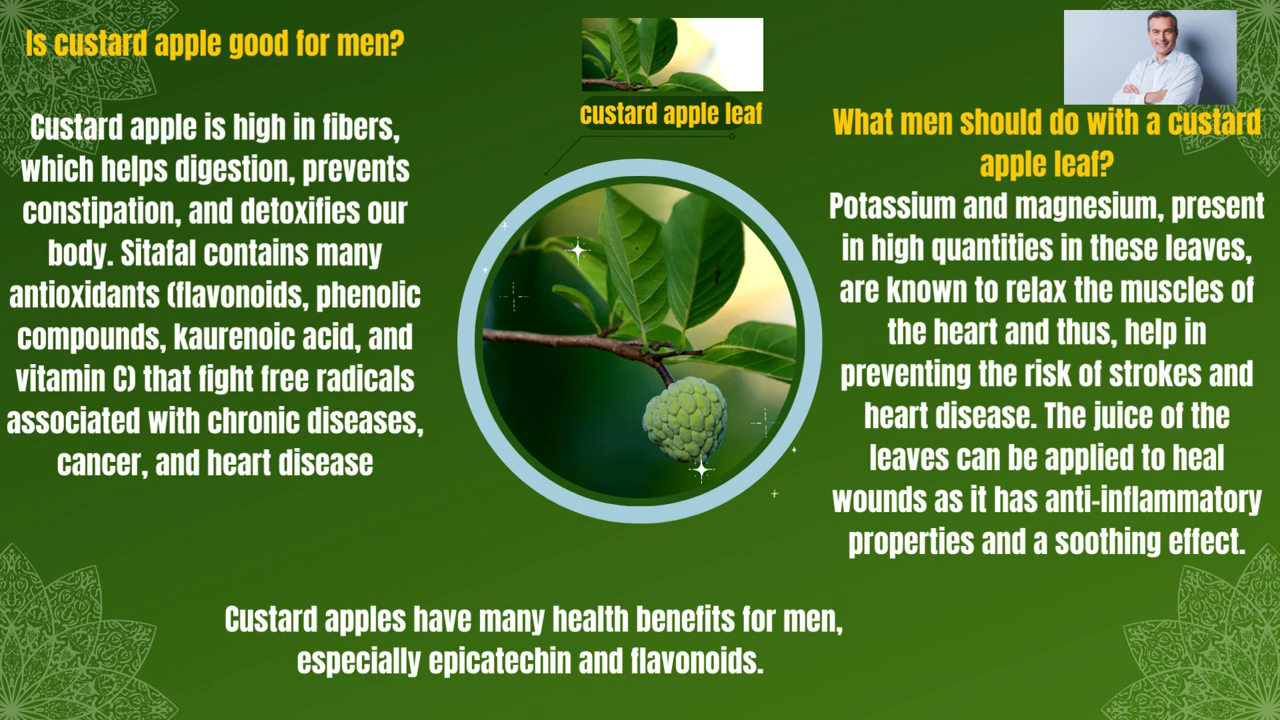 Is custard apple good for men?
Custard apple is high in fibers,
which helps digestion, prevents
constipation, and detoxifies our
body. Sitafal contains many
antioxidants (flavonoids, phenolic
compounds, kaurenoic acid, and
vitamin C) that fight free radicals
associated with chronic diseases,
cancer, and heart disease
custard apple leaf
What men should do with a custard
apple leaf?
Potassium and magnesium, present
in high quantities in these leaves,
are known to relax the muscles of
the heart and thus, help in
preventing the risk of strokes and
heart disease. The juice of the
leaves can be applied to heal
wounds as it has anti-inflammatory
properties and a soothing effect.
Custard apples have many health benefits for men,
especially epicatechin and flavonoids.